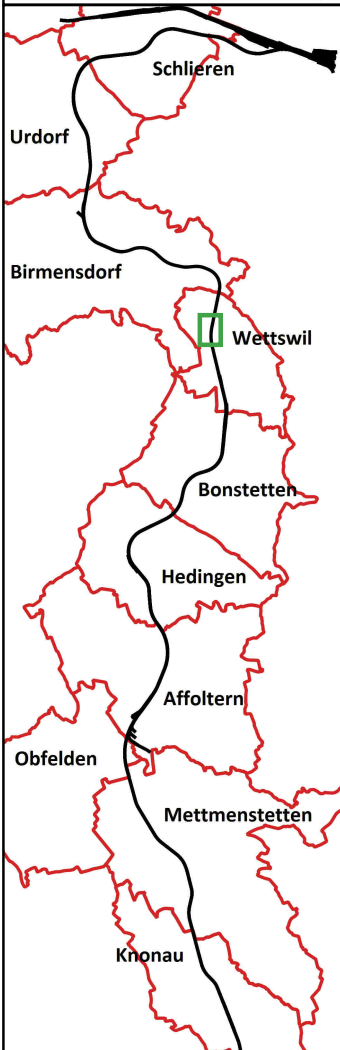 Schlieren
Urdorf
Birmensdorf
Wettswil
Bonstetten
Hedingen
Affoltern
Obfelden
Mettmenstetten
Knonau